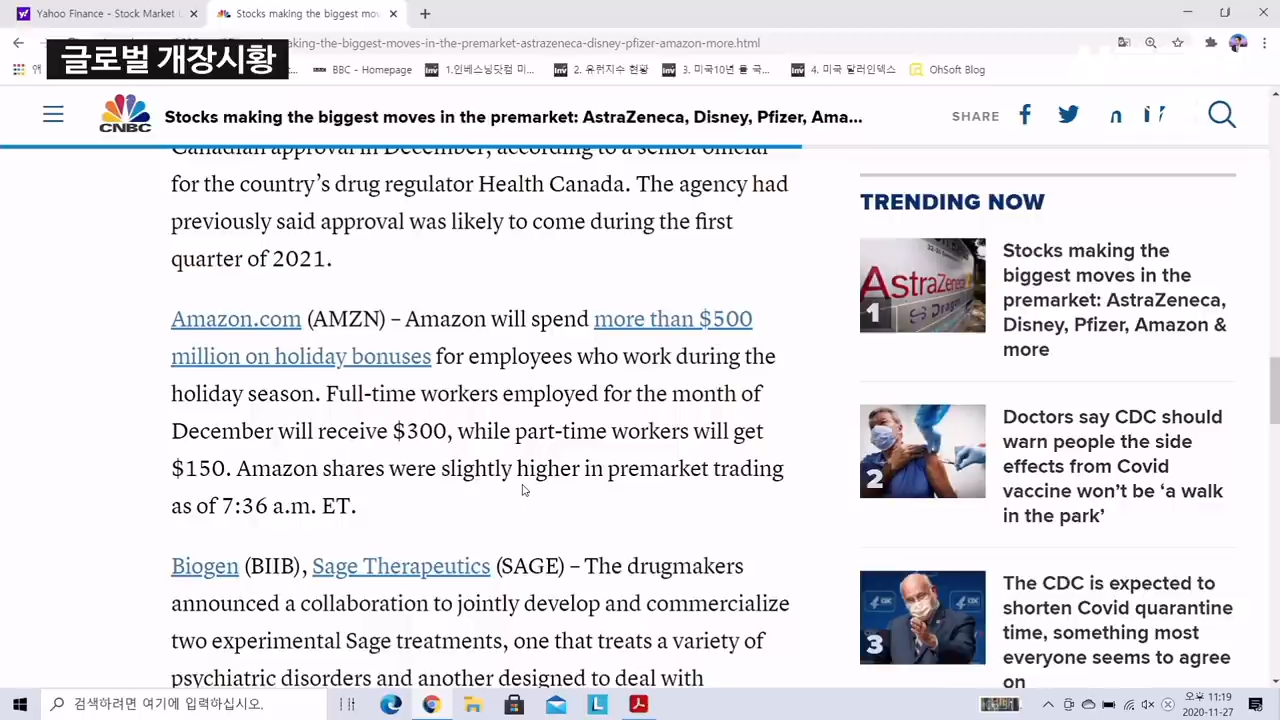 Yahoo Finance - Stock Market
Stocks making the biggest mov
글로벌 개장시황
aking-the-biggest-moves-in-the-premarket-astrazeneca-disney-pfizer-amazon-more.html
BBC - Homepage
1.인베스닝닷컴 미...
2. 유펀지수 현황
3. 미국10년 물 국...
4. 미국 달러인덱스
OhSoft Blog
CNBC
Stocks making the biggest moves in the premarket: AstraZeneca, Disney, Pfizer, Ama...
SHARE
Canadian approval in December, according to a senior official
for the country’s drug regulator Health Canada. The agency had
previously said approval was likely to come during the first
quarter of 2021.
Amazon.com (AMZN) – Amazon will spend more than $500
million on holiday bonuses for employees who work during the
holiday season. Full-time workers employed for the month of
December will receive $300, while part-time workers will get
$150. Amazon shares were slightly higher in premarket trading
as of 7:36 a.m. ET.
Biogen (BIIB), Sage Therapeutics (SAGE) – The drugmakers
announced a collaboration to jointly develop and commercialize
two experimental Sage treatments, one that treats a variety of
psychiatric disorders and another designed to deal with
TRENDING NOW
AstraZeneca
1
Stocks making the
biggest moves in the
premarket: AstraZeneca,
Disney, Pfizer, Amazon &
more
2
Doctors say CDC should
warn people the side
effects from Covid
vaccine won’t be ‘a walk
in the park’
3
The CDC is expected to
shorten Covid quarantine
time, something most
everyone seems to agree
on
검색하려면 여기에 입력하십시오.
오후 11:19
2020-11-27